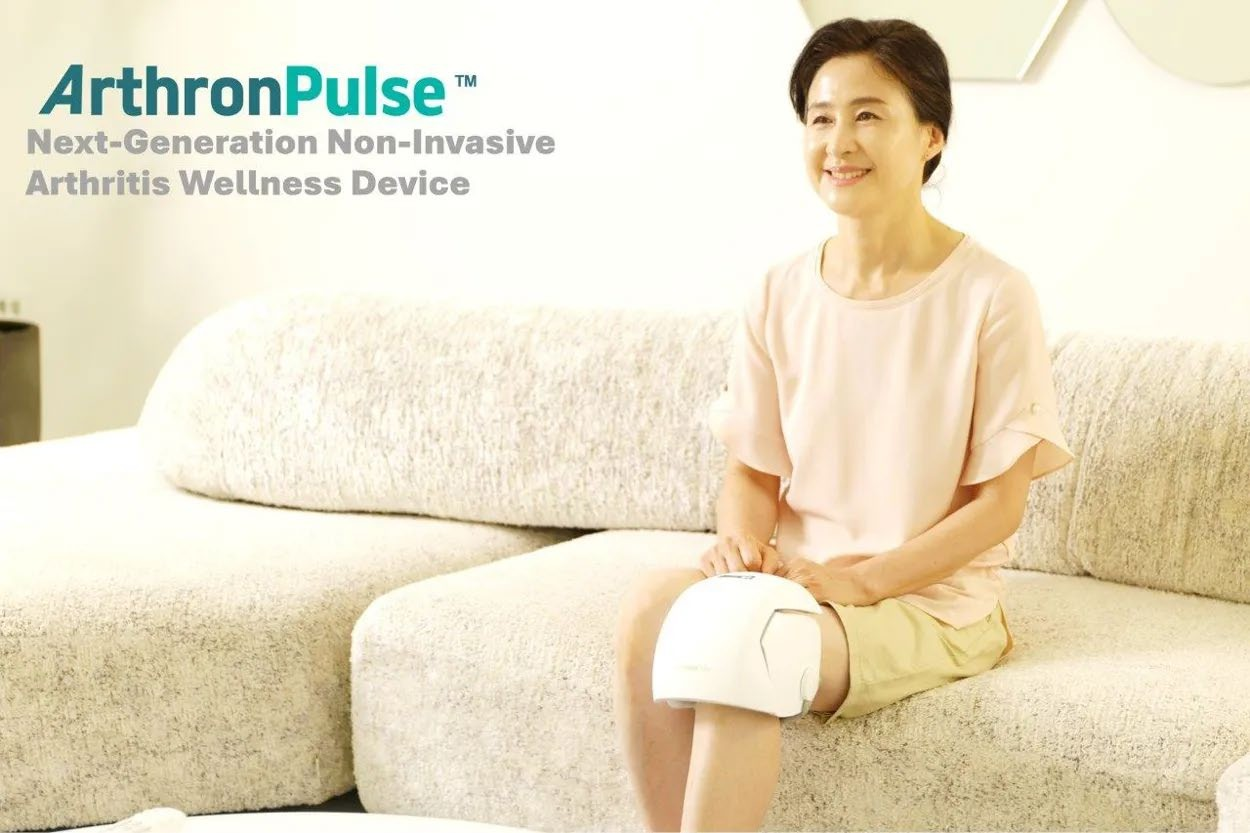 ArthronPulse™
Next-Generation Non-Invasive
Arthritis Wellness Device